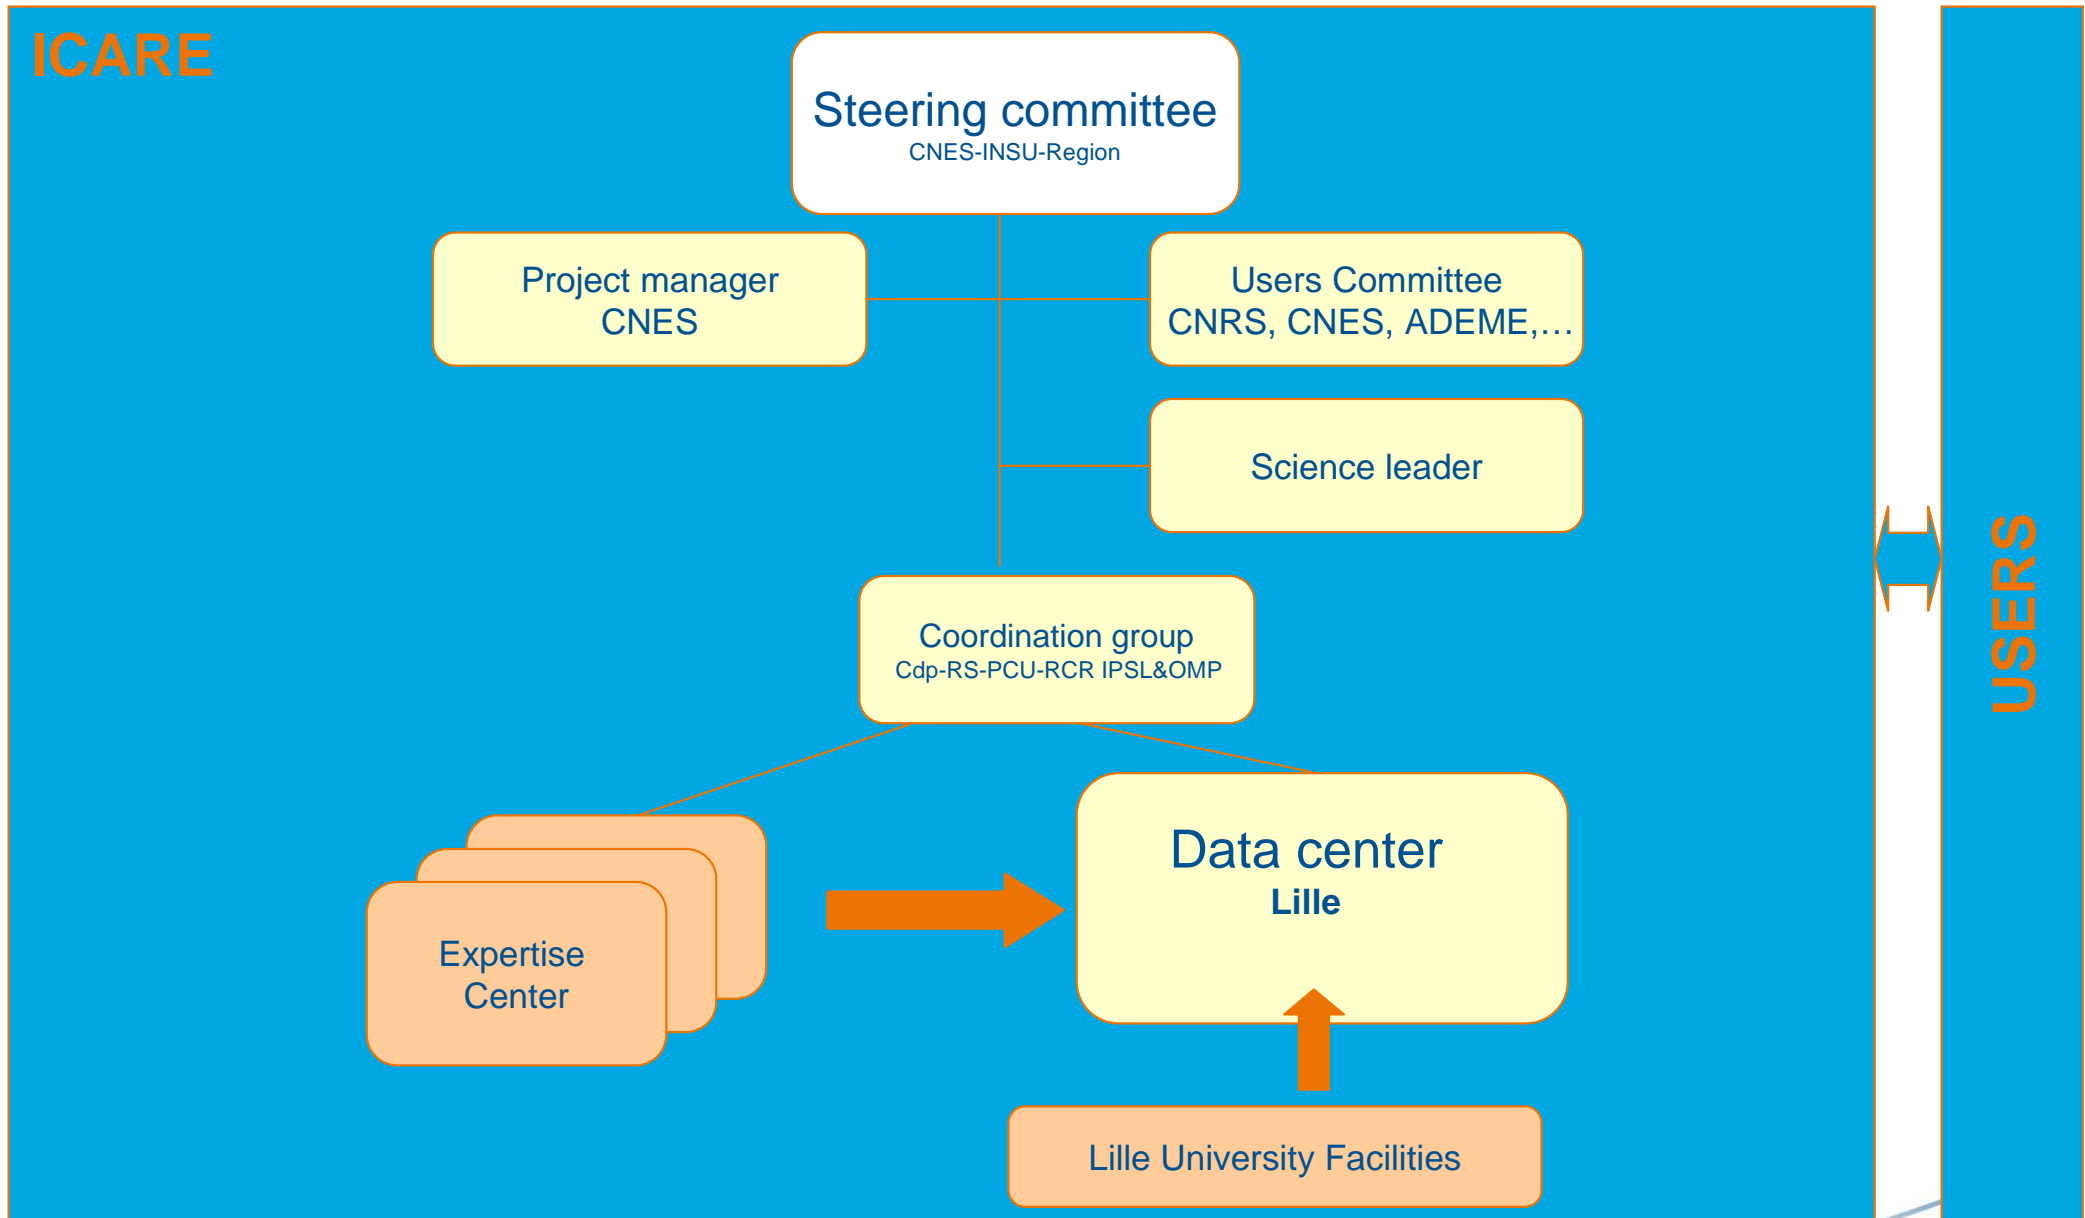 ICARE
Steering committee
CNES-INSU-Region
Project manager
CNES
Users Committee
CNRS, CNES, ADEME,…
Science leader
Coordination group
Cdp-RS-PCU-RCR IPSL&OMP
Data center
Lille
Expertise
Center
Lille University Facilities
USERS